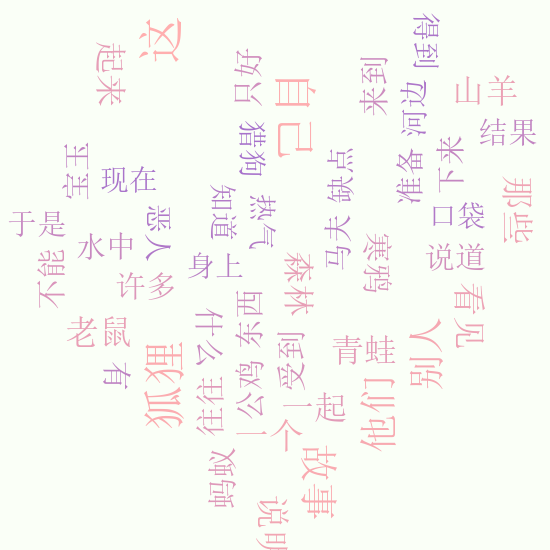 这
得到
起来
只好
来到
自己
山羊
河边
猎狗
结果
宝玉
现在
缺点
准备
下来
那些
知道
热气
恶人
口袋
于是
马夫
水中
寒鸦
说道
不能
身上
许多
森林
看见
老鼠
什么
东西
受到
青蛙
别人
有
狐狸
往往
公鸡
一起
他们
一个
故事
蚂蚁
说明